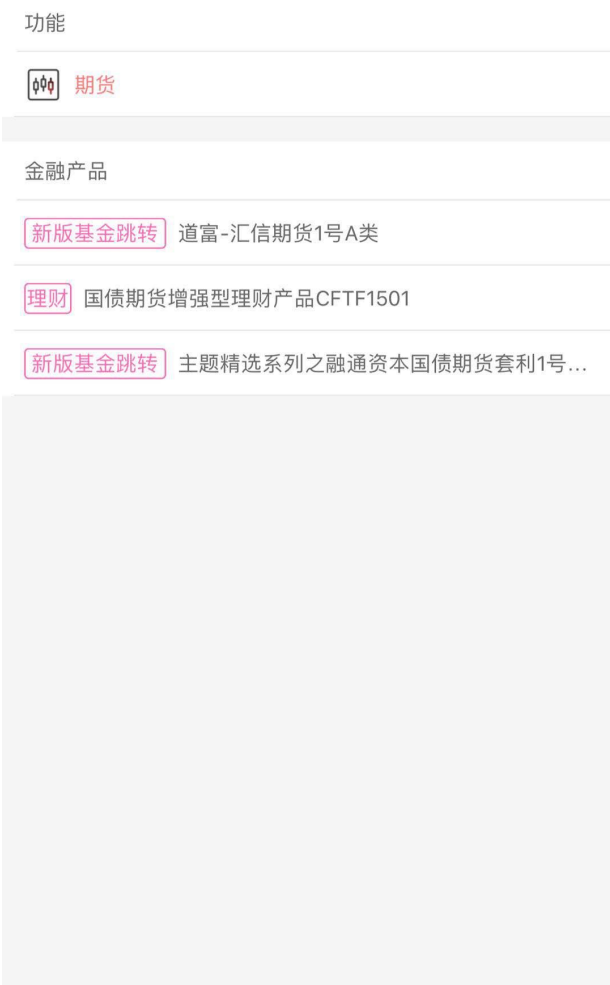 功能
期货
金融产品
新版基金跳转 道富-汇信期货1号A类
理财 国债期货增强型理财产品CFTF1501
新版基金跳转 主题精选系列之融通资本国债期货套利1号...